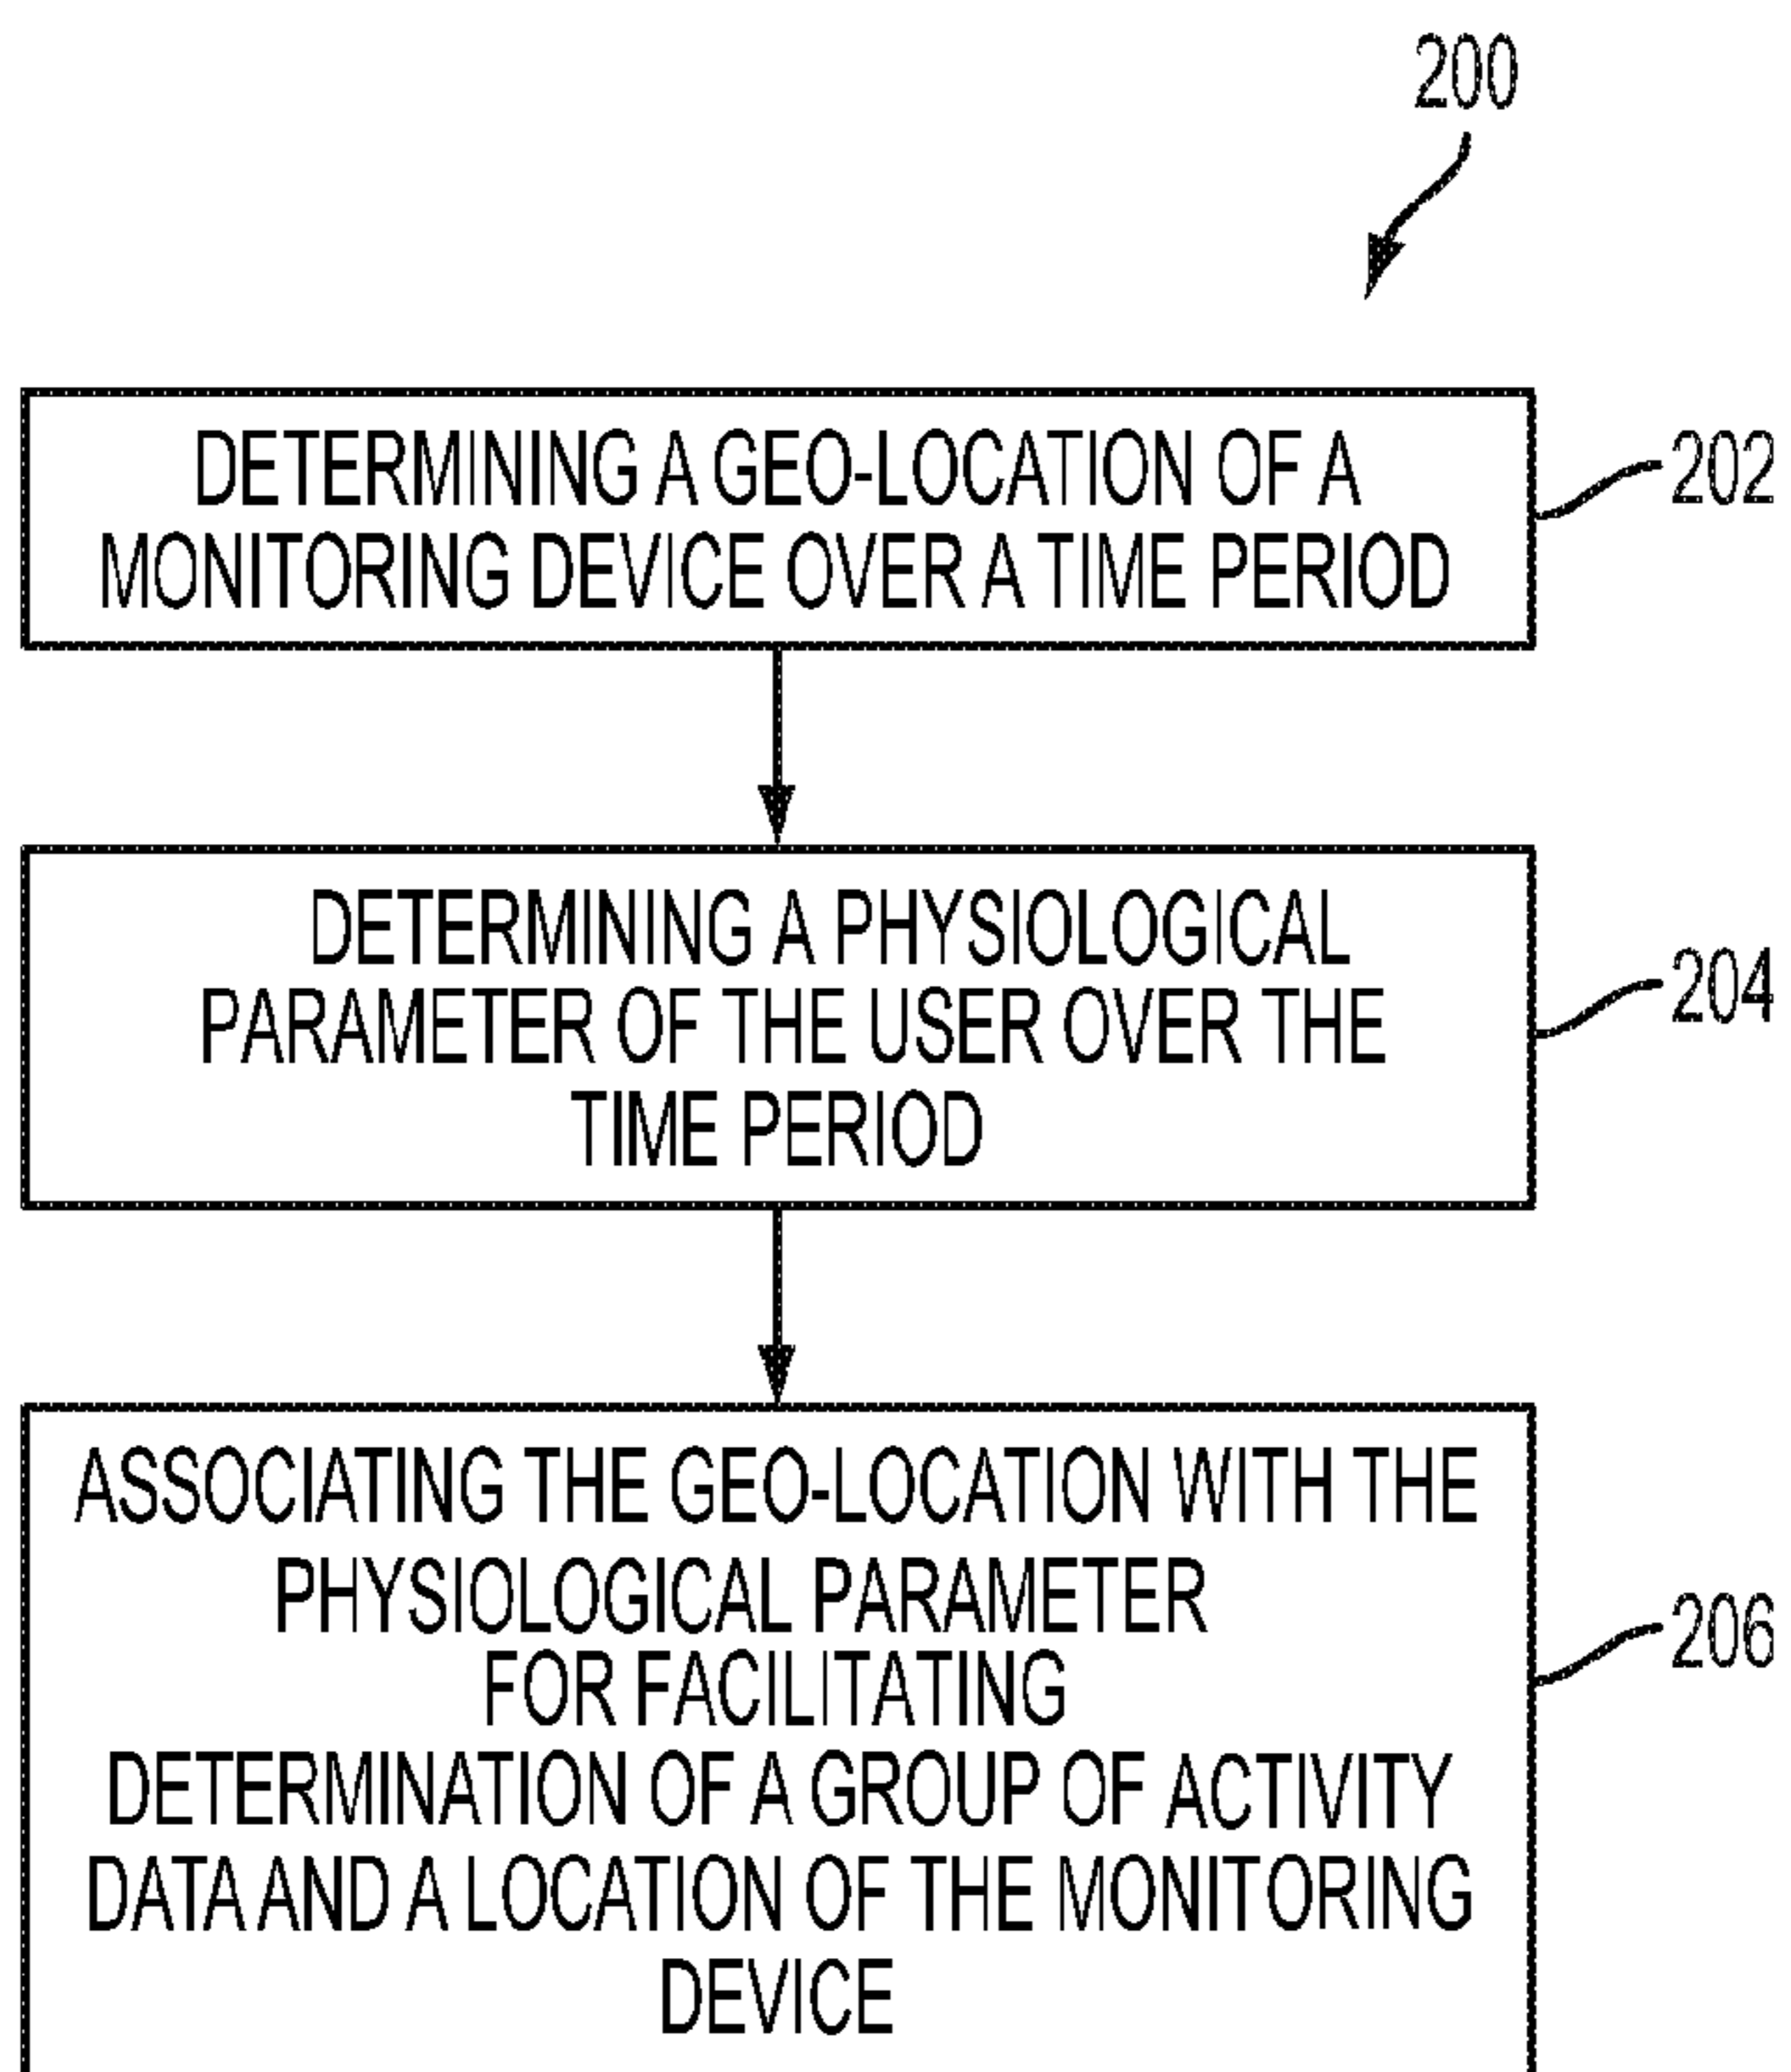 200
DETERMINING A GEO-LOCATION OF A
MONITORING DEVICE OVER A TIME PERIOD
202
DETERMINING A PHYSIOLOGICAL
PARAMETER OF THE USER OVER THE
TIME PERIOD
204
ASSOCIATING THE GEO-LOCATION WITH THE
PHYSIOLOGICAL PARAMETER
FOR FACILITATING
DETERMINATION OF A GROUP OF ACTIVITY
DATA AND A LOCATION OF THE MONITORING
DEVICE
206